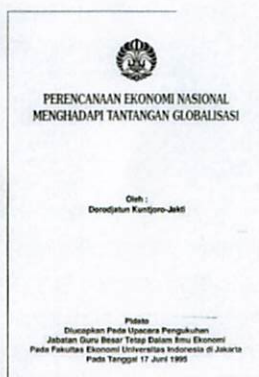 PERENCANAAN EKONOMI NASIONAL
MENGHADAPI TANTANGAN GLOBALISASI
Oleh :
Dorodjatun Kuntjoro-Jakti
Pidato
Diucapkan Pada Upacara Pengukuhan
Jabatan Guru Besar Tetap Dalam Ilmu Ekonomi
Pada Fakultas Ekonomi Universitas Indonesia di Jakarta
Pada Tanggal 17 Juni 1995